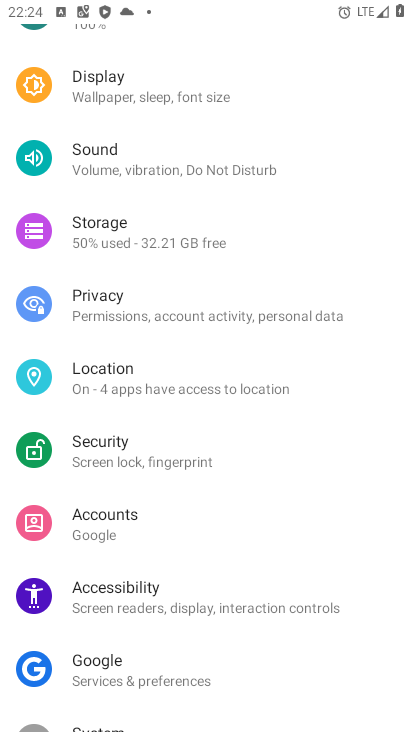 22:24
LTE
100%
Display
Wallpaper, sleep, font size
Sound
Volume, vibration, Do Not Disturb
Storage
50% used - 32.21 GB free
Privacy
Permissions, account activity, personal data
Location
On - 4 apps have access to location
Security
Screen lock, fingerprint
Accounts
Google
Accessibility
Screen readers, display, interaction controls
Google
Services & preferences
System